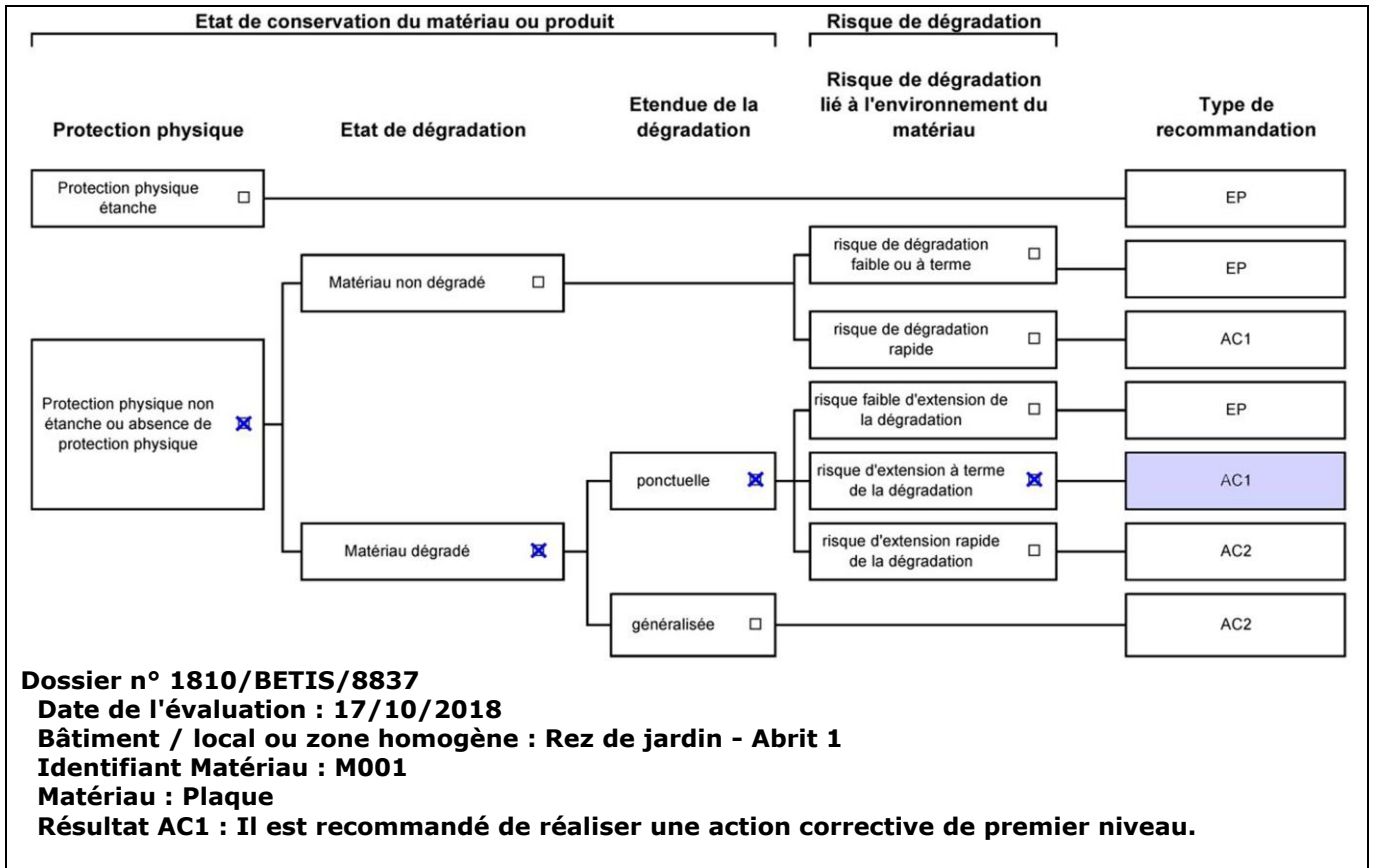 Etat de conservation du matériau ou produit
Risque de dégradation
Protection physique
Etat de dégradation
Etendue de la
dégradation
Risque de dégradation
lié à l'environnement du
matériau
Type de
recommandation
Protection physique
étanche
EP
risque de dégradation
faible ou à terme
EP
Matériau non dégradé
risque de dégradation
rapide
AC1
Protection physique non
étanche ou absence de
protection physique
risque faible d'extension de
la dégradation
EP
ponctuelle
risque d'extension à terme
de la dégradation
AC1
Matériau dégradé
risque d'extension rapide
de la dégradation
AC2
généralisée
AC2
Dossier n° 1810/BETIS/8837
Date de l'évaluation : 17/10/2018
Bâtiment / local ou zone homogène : Rez de jardin - Abrit 1
Identifiant Matériau : M001
Matériau : Plaque
Résultat AC1 : Il est recommandé de réaliser une action corrective de premier niveau.